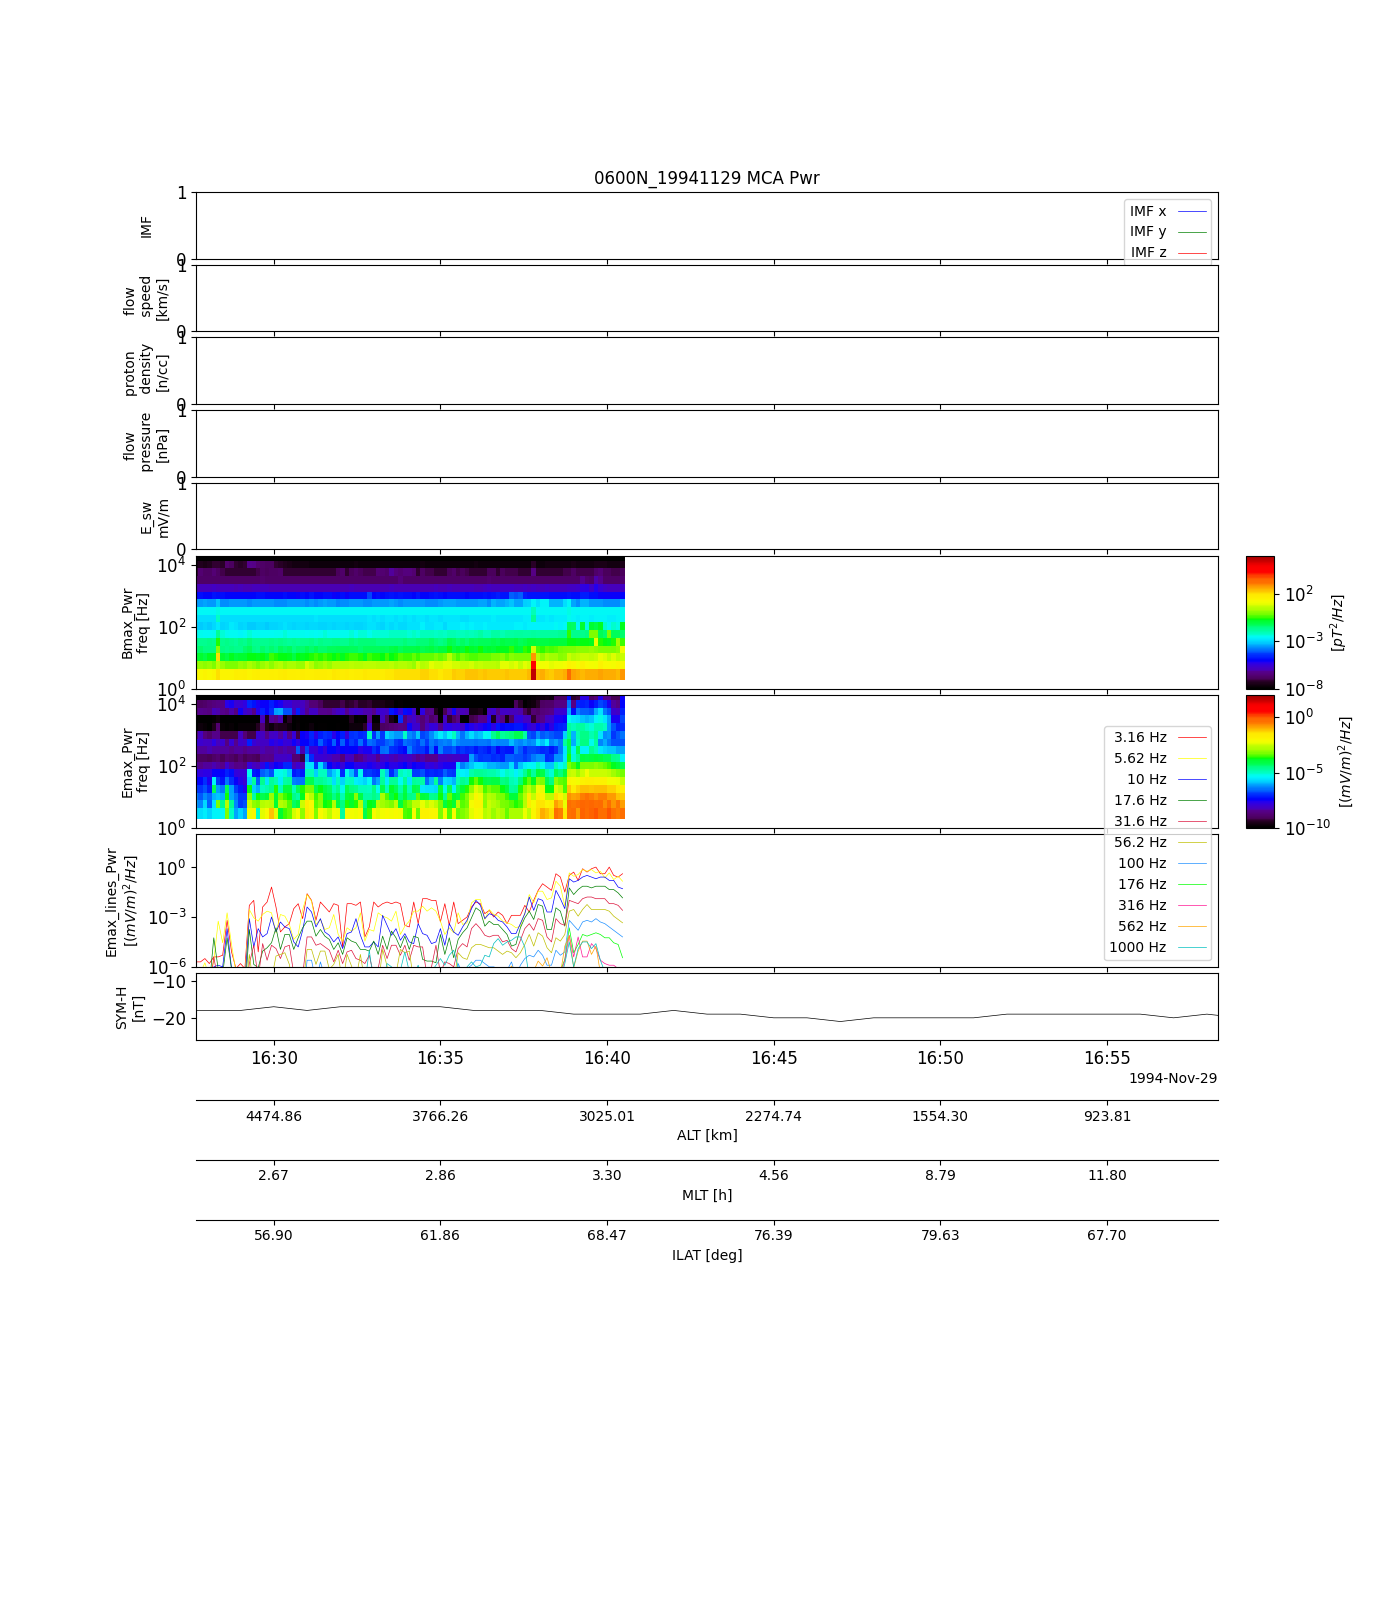 0600N_19941129 MCA Pwr
1
IMF
0
IMF x
IMF y
IMF z
1
flow
speed
[km/s]
0
1
proton
density
[n/cc]
0
1
flow
pressure
[nPa]
0
1
E_sw
mV/m
0
10^4
10^2
10^0
Bmax_Pwr
freq [Hz]
10^2
10^-3
10^-8
[pT^2/Hz]
10^4
10^2
10^0
Emax_Pwr
freq [Hz]
10^0
10^-5
10^-10
[(mV/m)^2/Hz]
3.16 Hz
5.62 Hz
10 Hz
17.6 Hz
31.6 Hz
56.2 Hz
100 Hz
176 Hz
316 Hz
562 Hz
1000 Hz
10^0
10^-3
10^-6
Emax_lines_Pwr
[(mV/m)^2/Hz]
−10
−20
SYM-H
[nT]
16:30 16:35 16:40 16:45 16:50 16:55
1994-Nov-29
4474.86 3766.26 3025.01 2274.74 1554.30 923.81
ALT [km]
2.67 2.86 3.30 4.56 8.79 11.80
MLT [h]
56.90 61.86 68.47 76.39 79.63 67.70
ILAT [deg]